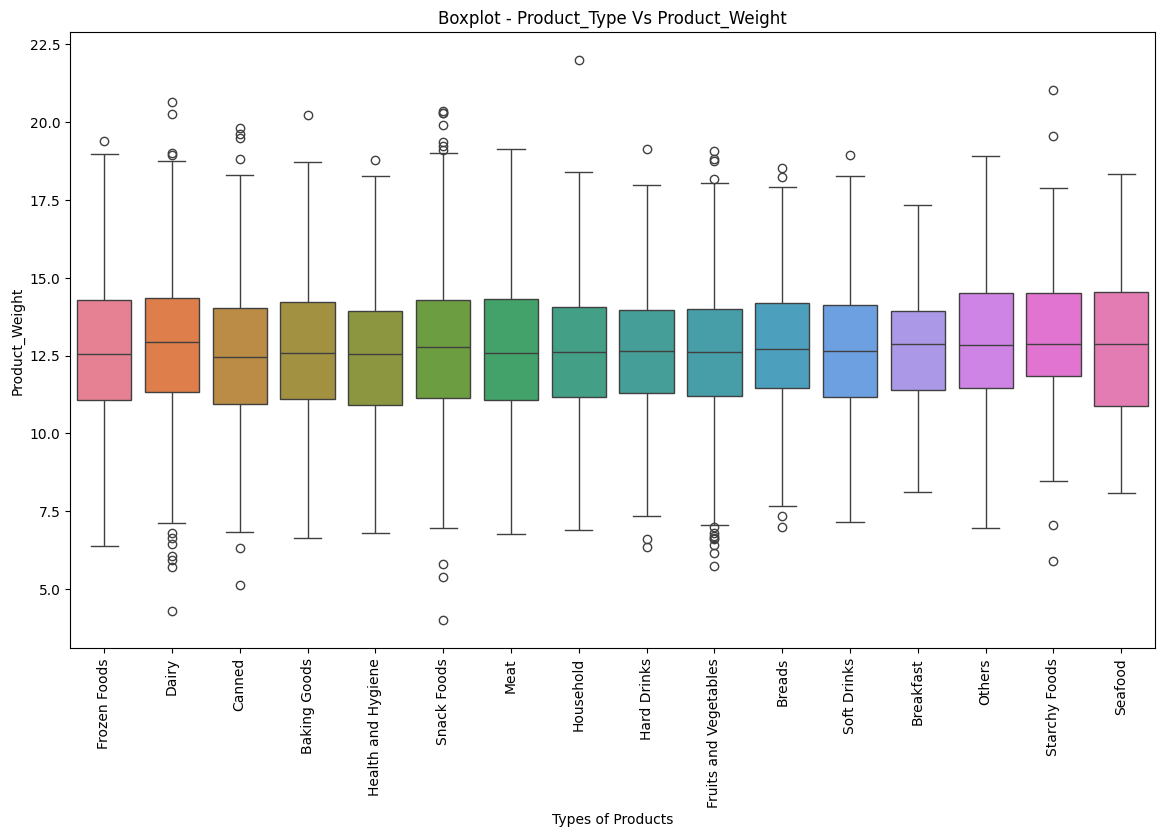 Boxplot - Product_Type Vs Product_Weight
Product_Weight
22.5
20.0
17.5
15.0
12.5
10.0
7.5
5.0
Frozen Foods
Dairy
Canned
Baking Goods
Health and Hygiene
Snack Foods
Meat
Household
Hard Drinks
Fruits and Vegetables
Breads
Soft Drinks
Breakfast
Others
Starchy Foods
Seafood
Types of Products